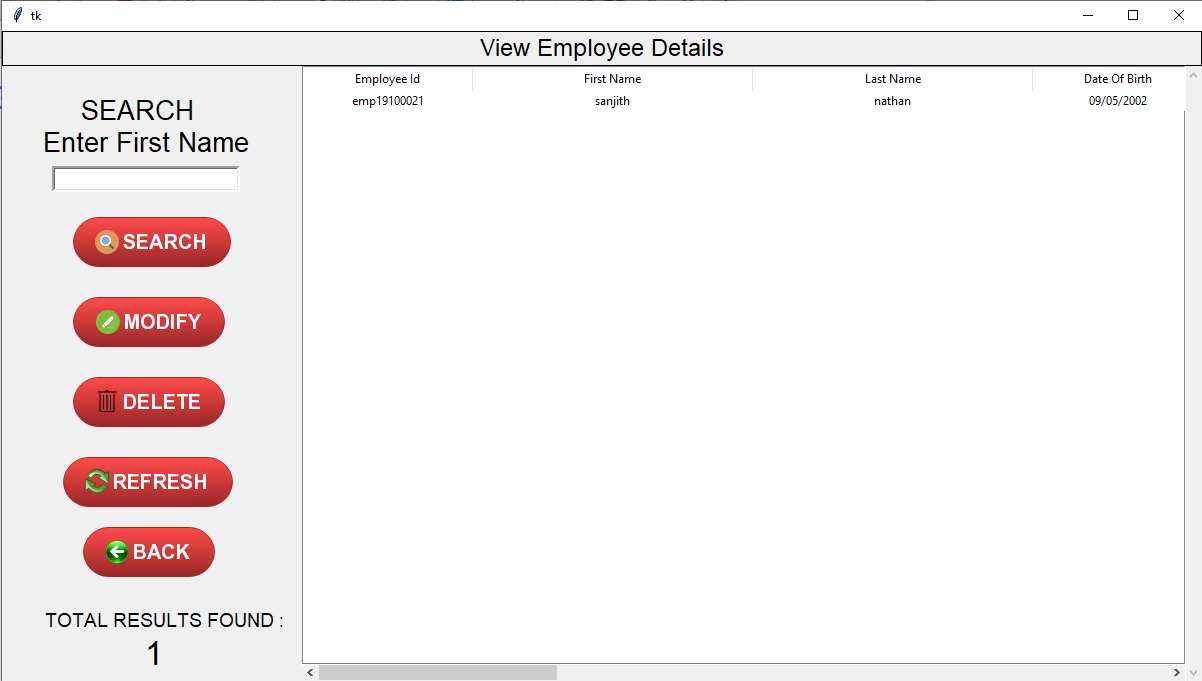 tk
View Employee Details
SEARCH
Enter First Name
SEARCH
MODIFY
DELETE
REFRESH
BACK
TOTAL RESULTS FOUND :
1
Employee Id First Name Last Name Date Of Birth
emp19100021 sanjith nathan 09/05/2002